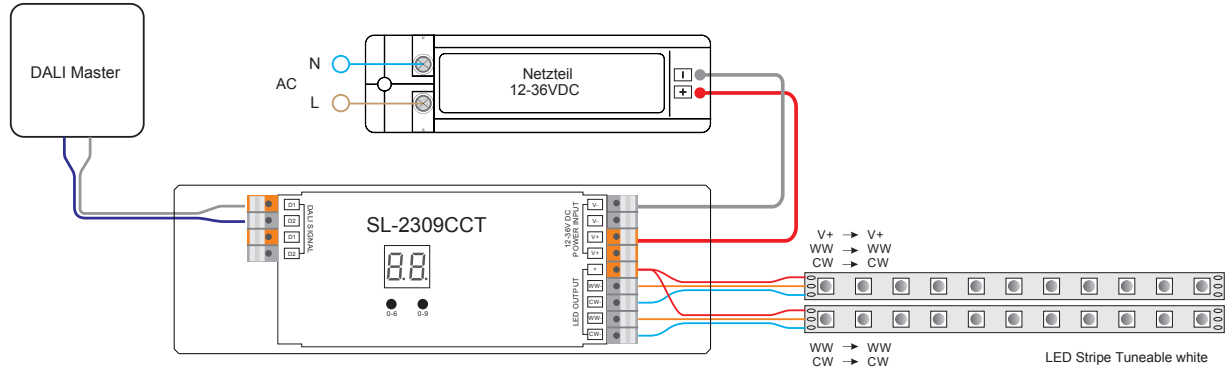 DALI Master
N
AC
L
Netzteil
12-36VDC
SL-2309CCT
88
0-6
0-9
D1
D2
D1
D2
DALI SIGNAL
12-36V DC
POWER INPUT
V-
V-
V+
V+
LED OUTPUT
+
WW-
CW-
WW-
CW-
V+ → V+
WW → WW
CW → CW
WW → WW
CW → CW
LED Stripe Tuneable white